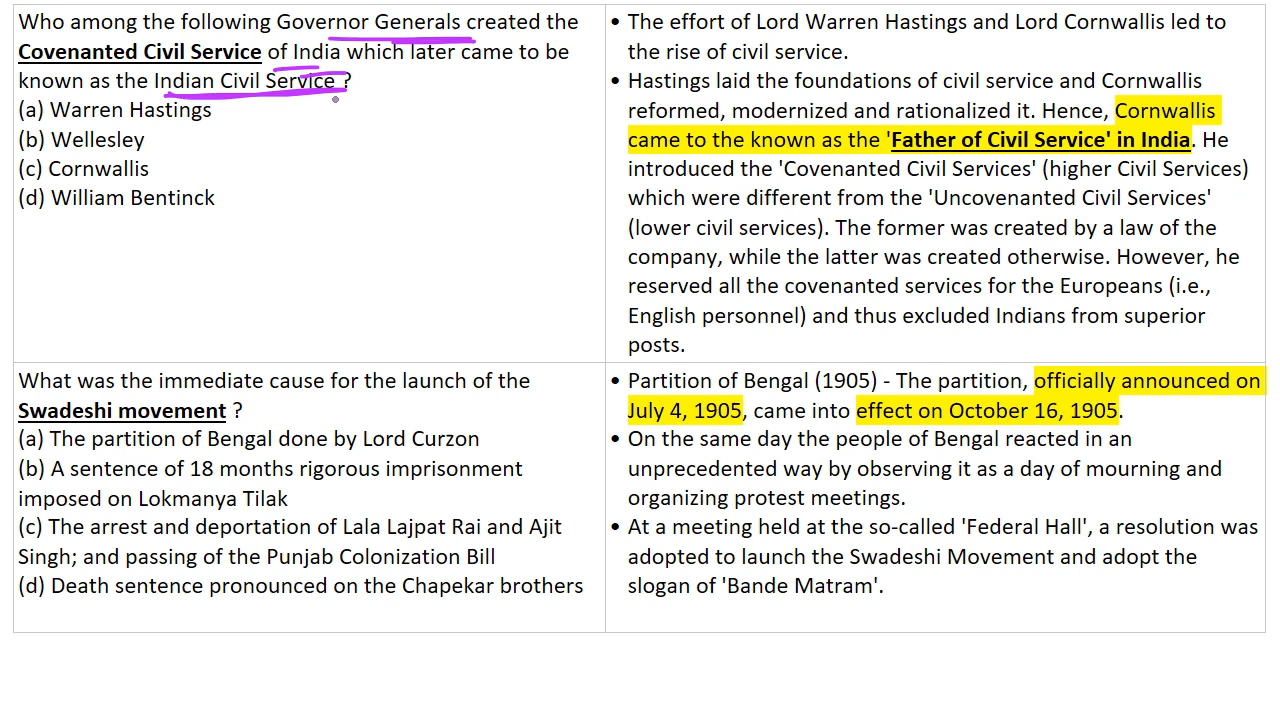 Who among the following Governor Generals created the
Covenanted Civil Service of India which later came to be
known as the Indian Civil Service ?
(a) Warren Hastings
(b) Wellesley
(c) Cornwallis
(d) William Bentinck
• The effort of Lord Warren Hastings and Lord Cornwallis led to
the rise of civil service.
• Hastings laid the foundations of civil service and Cornwallis
reformed, modernized and rationalized it. Hence, Cornwallis
came to the known as the 'Father of Civil Service' in India. He
introduced the 'Covenanted Civil Services' (higher Civil Services)
which were different from the 'Uncovenanted Civil Services'
(lower civil services). The former was created by a law of the
company, while the latter was created otherwise. However, he
reserved all the covenanted services for the Europeans (i.e.,
English personnel) and thus excluded Indians from superior
posts.
What was the immediate cause for the launch of the
Swadeshi movement ?
(a) The partition of Bengal done by Lord Curzon
(b) A sentence of 18 months rigorous imprisonment
imposed on Lokmanya Tilak
(c) The arrest and deportation of Lala Lajpat Rai and Ajit
Singh; and passing of the Punjab Colonization Bill
(d) Death sentence pronounced on the Chapekar brothers
• Partition of Bengal (1905) - The partition, officially announced on
July 4, 1905, came into effect on October 16, 1905.
• On the same day the people of Bengal reacted in an
unprecedented way by observing it as a day of mourning and
organizing protest meetings.
• At a meeting held at the so-called 'Federal Hall', a resolution was
adopted to launch the Swadeshi Movement and adopt the
slogan of 'Bande Matram'.